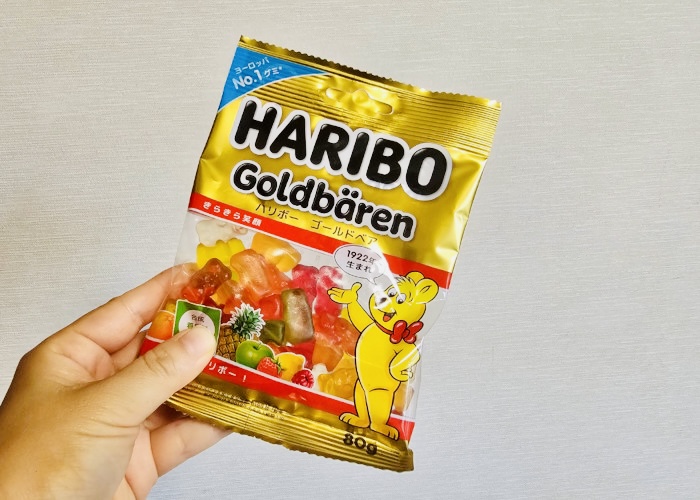 ヨーロッパ
No.1グミ*
HARIBO
Goldbären
ハリボー ゴールドベア
きらきら笑顔
1922年
生まれ
リボー!
80g